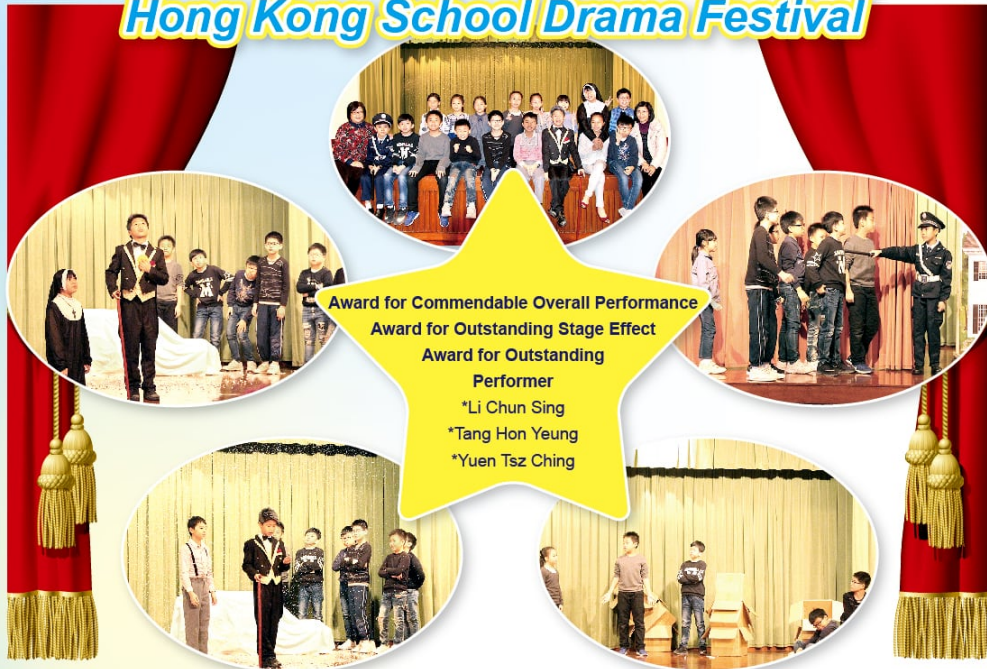 Hong Kong School Drama Festival
Award for Commendable Overall Performance
Award for Outstanding Stage Effect
Award for Outstanding
Performer
*Li Chun Sing
*Tang Hon Yeung
*Yuen Tsz Ching